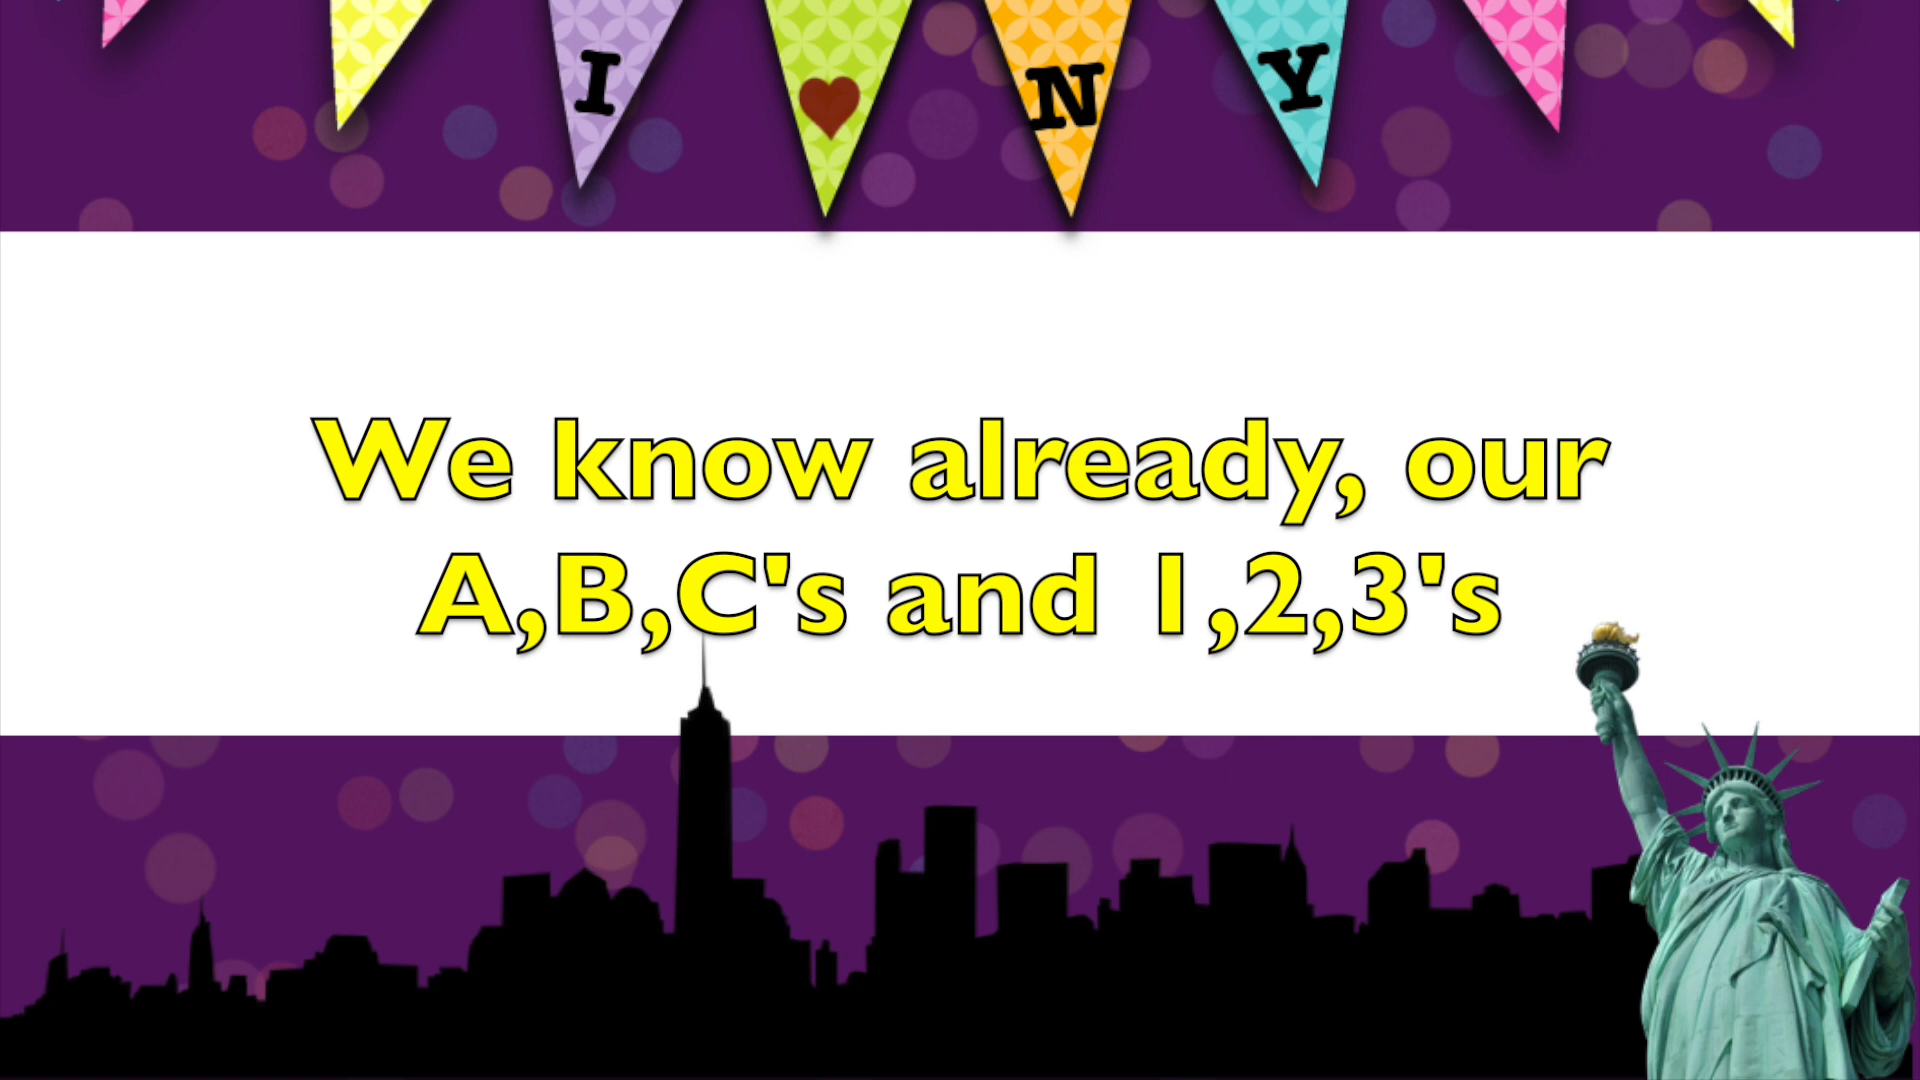 I ♥ N Y
We know already, our
A,B,C's and 1,2,3's